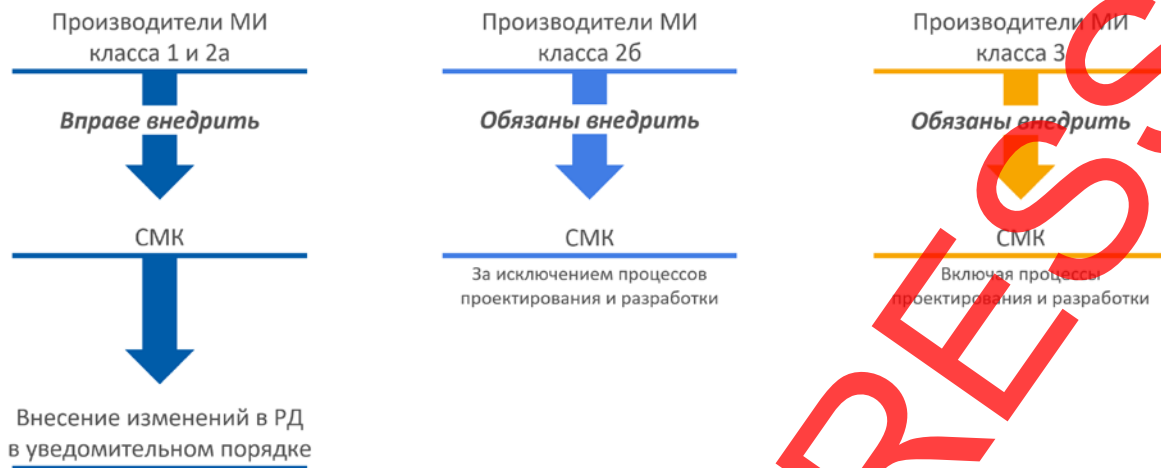 Производители МИ
класса 1 и 2а
Вправе внедрить
СМК
Внесение изменений в РД
в уведомительном порядке
Производители МИ
класса 2б
Обязаны внедрить
СМК
За исключением процессов
проектирования и разработки
Производители МИ
класса 3
Обязаны внедрить
СМК
Включая процессы
проектирования и разработки
RESS